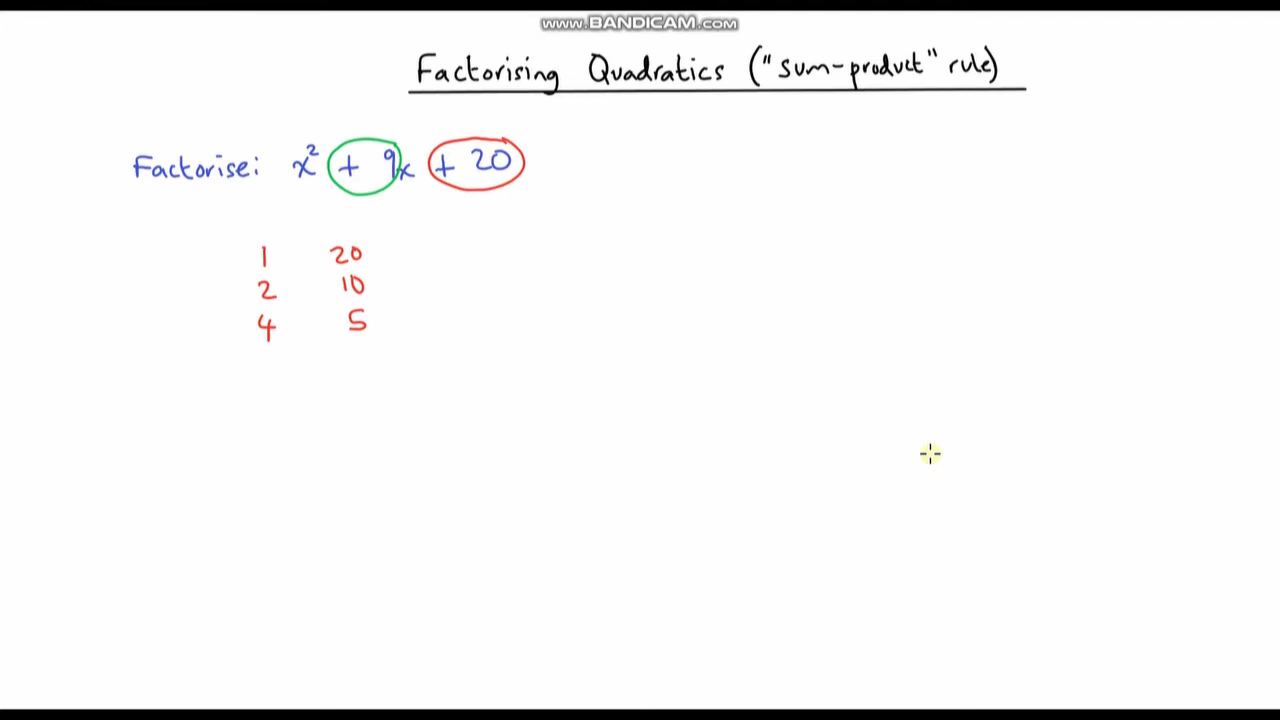 www.BANDICAM.com
Factorising Quadratics ("sum-product" rule)
Factorise: x² + 9x + 20
1 20
2 10
4 5